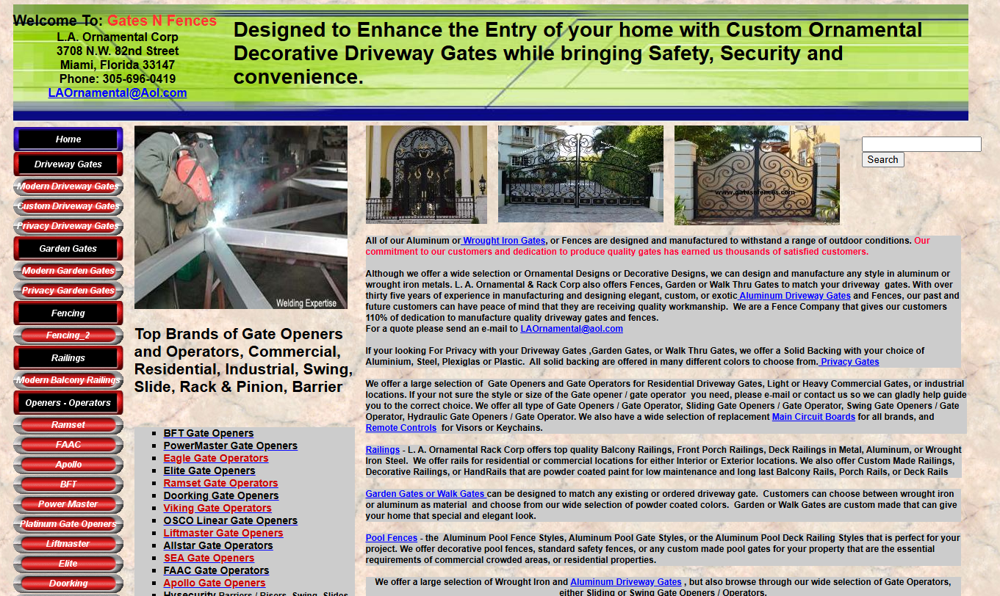 Welcome To: Gates N Fences
L.A. Ornamental Corp
3708 N.W. 82nd Street
Miami, Florida 33147
Phone: 305-696-0419
LAOrnamental@Aol.com
Designed to Enhance the Entry of your home with Custom Ornamental
Decorative Driveway Gates while bringing Safety, Security and
convenience.
Home
Driveway Gates
Modern Driveway Gates
Custom Driveway Gates
Privacy Driveway Gates
Garden Gates
Modern Garden Gates
Privacy Garden Gates
Fencing
Fencing_2
Railings
Modern Balcony Railings
Openers - Operators
Ramset
FAAC
Apollo
BFT
Power Master
Platinum Gate Openers
Liftmaster
Elite
Doorking
Welding Expertise
Top Brands of Gate Openers
and Operators, Commercial,
Residential, Industrial, Swing,
Slide, Rack & Pinion, Barrier
BFT Gate Openers
PowerMaster Gate Openers
Eagle Gate Operators
Elite Gate Openers
Ramset Gate Operators
Doorking Gate Openers
Viking Gate Operators
OSCO Linear Gate Openers
Liftmaster Gate Openers
Allstar Gate Operators
SEA Gate Openers
FAAC Gate Operators
Apollo Gate Openers
Hysecurity Barriers / Risers, Swing, Slides
www.gatesnfences.com
Search
All of our Aluminum or Wrought Iron Gates, or Fences are designed and manufactured to withstand a range of outdoor conditions. Our
commitment to our customers and dedication to produce quality gates has earned us thousands of satisfied customers.
Although we offer a wide selection or Ornamental Designs or Decorative Designs, we can design and manufacture any style in aluminum or
wrought iron metals. L. A. Ornamental & Rack Corp also offers Fences, Garden or Walk Thru Gates to match your driveway  gates. With over
thirty five years of experience in manufacturing and designing elegant, custom, or exotic Aluminum Driveway Gates and Fences, our past and
future customers can have peace of mind that they are receiving quality workmanship.  We are a Fence Company that gives our customers
110% of dedication to manufacture quality driveway gates and fences.
For a quote please send an e-mail to LAOrnamental@aol.com
If your looking For Privacy with your Driveway Gates ,Garden Gates, or Walk Thru Gates, we offer a Solid Backing with your choice of
Aluminium, Steel, Plexiglas or Plastic.  All solid backing are offered in many different colors to choose from. Privacy Gates
We offer a large selection of  Gate Openers and Gate Operators for Residential Driveway Gates, Light or Heavy Commercial Gates, or industrial
locations. If your not sure the style or size of the Gate opener / gate operator  you need, please e-mail or contact us so we can gladly help guide
you to the correct choice. We offer all type of Gate Openers / Gate Operator, Sliding Gate Openers / Gate Operator, Swing Gate Openers / Gate
Operator, Hydraulic Gate Openers / Gate Operator. We also have a wide selection of replacement Main Circuit Boards for all brands, and
Remote Controls  for Visors or Keychains.
Railings - L. A. Ornamental Rack Corp offers top quality Balcony Railings, Front Porch Railings, Deck Railings in Metal, Aluminum, or Wrought
Iron Steel.  We offer rails for residential or commercial locations for either Interior or Exterior locations. We also offer Custom Made Railings,
Decorative Railings, or HandRails that are powder coated paint for low maintenance and long last Balcony Rails, Porch Rails, or Deck Rails
Garden Gates or Walk Gates can be designed to match any existing or ordered driveway gate.  Customers can choose between wrought iron
or aluminum as material  and choose from our wide selection of powder coated colors.  Garden or Walk Gates are custom made that can give
your home that special and elegant look.
Pool Fences - the  Aluminum Pool Fence Styles, Aluminum Pool Gate Styles, or the Aluminum Pool Deck Railing Styles that is perfect for your
project. We offer decorative pool fences, standard safety fences, or any custom made pool gates for your property that are the essential
requirements of commercial crowded areas, or residential properties.
We offer a large selection of Wrought Iron and Aluminum Driveway Gates , but also browse through our wide selection of Gate Operators,
either Sliding or Swing Gate Openers / Operators.